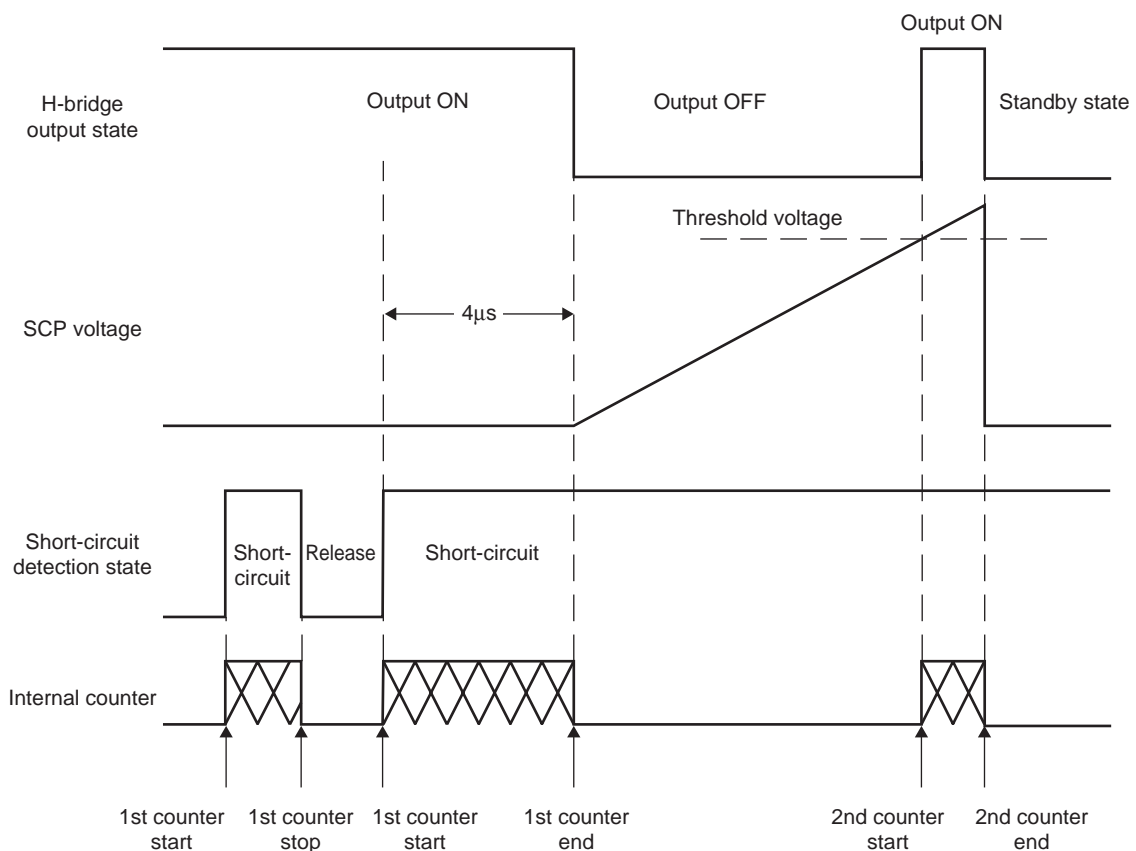 Output ON
H-bridge
output state
Output ON
Output OFF
Standby state
Threshold voltage
4μs
SCP voltage
Short-circuit
detection state
Short-
circuit
Release
Short-circuit
Internal counter
1st counter
start
1st counter
stop
1st counter
start
1st counter
end
2nd counter
start
2nd counter
end